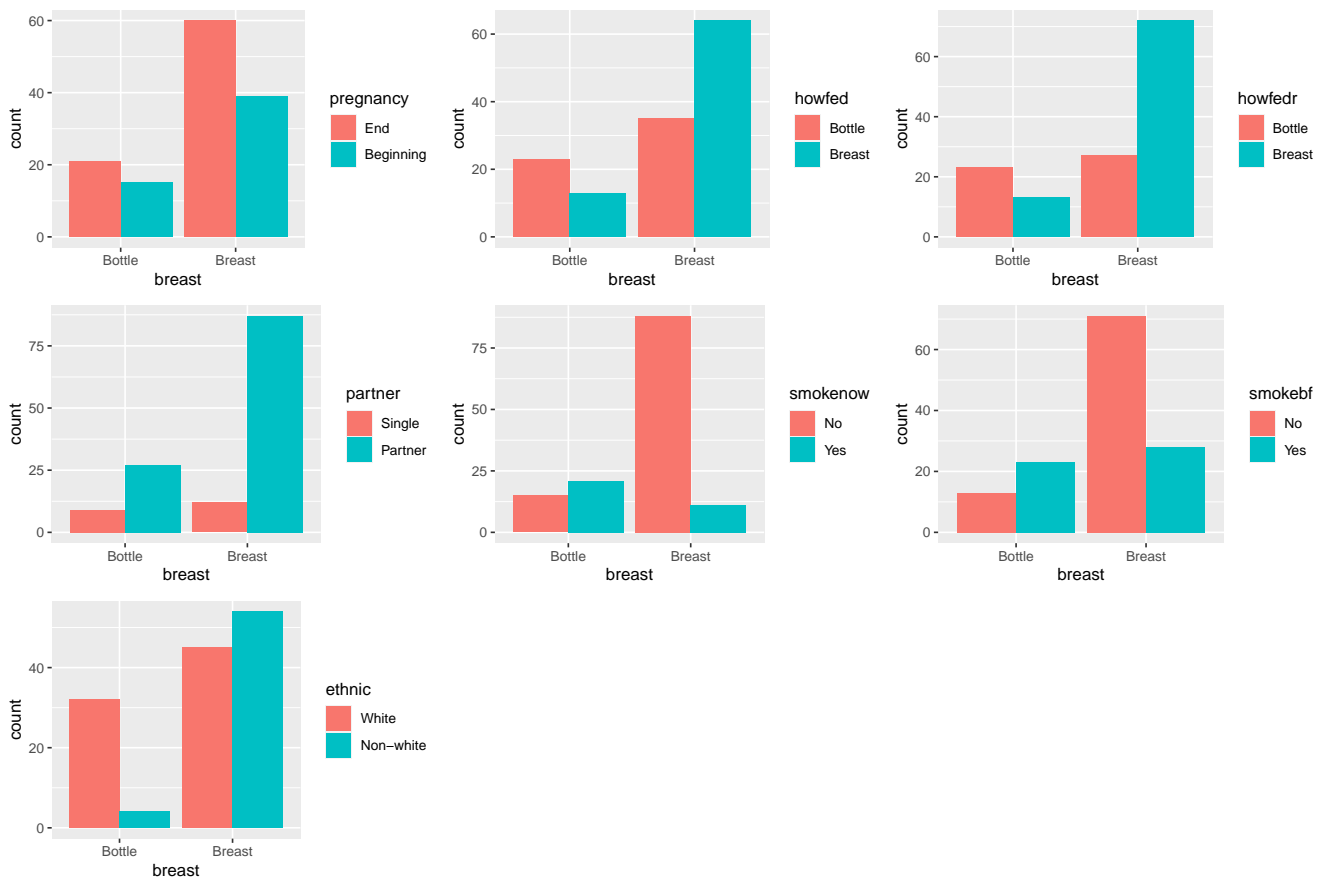 60
40
20
0
count
Bottle Breast
breast
pregnancy
End
Beginning
60
40
20
0
count
Bottle Breast
breast
howfed
Bottle
Breast
60
40
20
0
count
Bottle Breast
breast
howfedr
Bottle
Breast
75
50
25
0
count
Bottle Breast
breast
partner
Single
Partner
75
50
25
0
count
Bottle Breast
breast
smokenow
No
Yes
60
40
20
0
count
Bottle Breast
breast
smokebf
No
Yes
40
20
0
count
Bottle Breast
breast
ethnic
White
Non−white